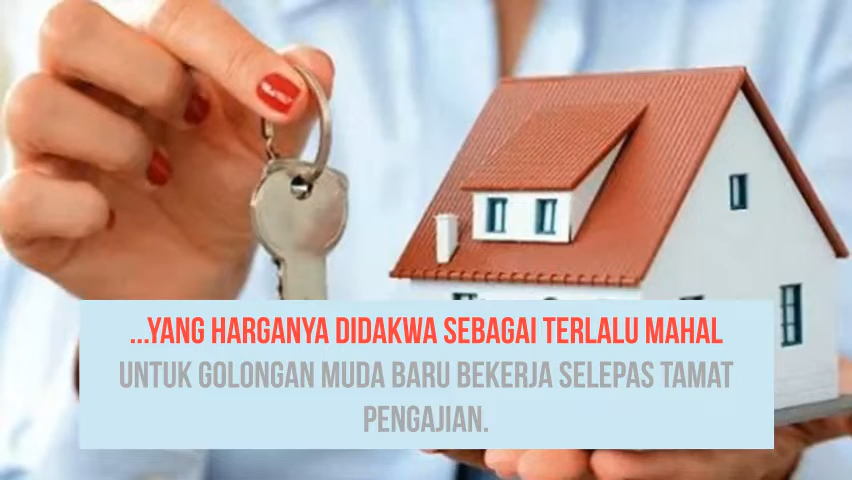 ...YANG HARGANYA DIDAKWA SEBAGAI TERLALU MAHAL
UNTUK GOLONGAN MUDA BARU BEKERJA SELEPAS TAMAT
PENGAJIAN.